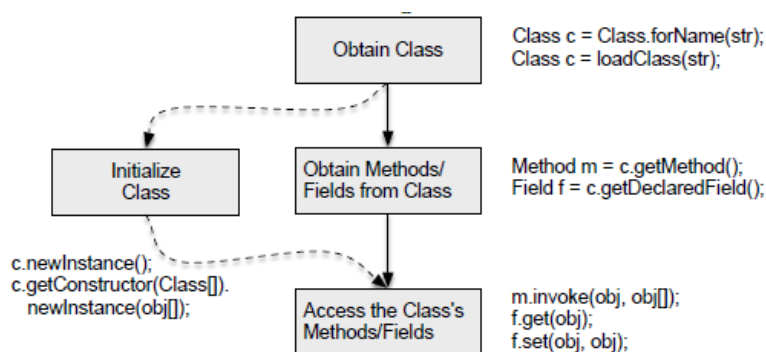 Obtain Class
Class c = Class.forName(str);
Class c = loadClass(str);
Initialize
Class
Obtain Methods/
Fields from Class
Method m = c.getMethod();
Field f = c.getDeclaredField();
c.newInstance();
c.getConstructor(Class[]).
newInstance(obj[]);
Access the Class's
Methods/Fields
m.invoke(obj, obj[]);
f.get(obj);
f.set(obj, obj);